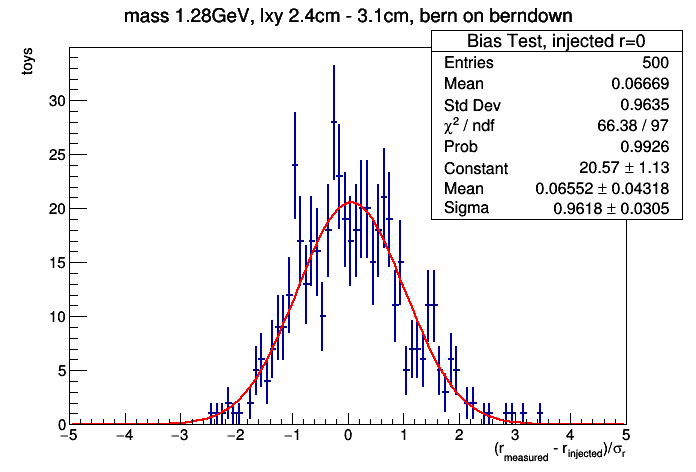 mass 1.28GeV, lxy 2.4cm - 3.1cm, bern on berndown
toys
Bias Test, injected r=0
Entries 500
Mean 0.06669
Std Dev 0.9635
χ² / ndf 66.38 / 97
Prob 0.9926
Constant 20.57 ± 1.13
Mean 0.06552 ± 0.04318
Sigma 0.9618 ± 0.0305
30
25
20
15
10
5
0
−5 −4 −3 −2 −1 0 1 2 3 4 5
(r_measured - r_injected)/σ_r